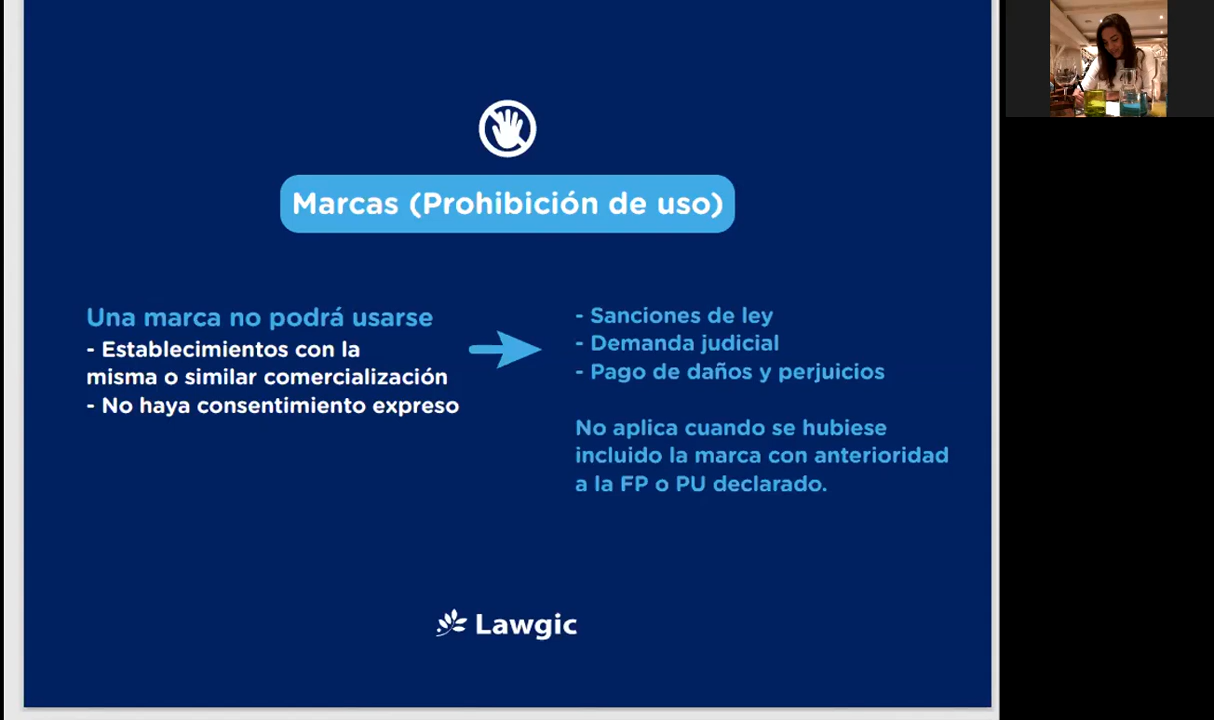 Marcas (Prohibición de uso)
Una marca no podrá usarse
- Establecimientos con la
misma o similar comercialización
- No haya consentimiento expreso
- Sanciones de ley
- Demanda judicial
- Pago de daños y perjuicios
No aplica cuando se hubiese
incluido la marca con anterioridad
a la FP o PU declarado.
Lawgic